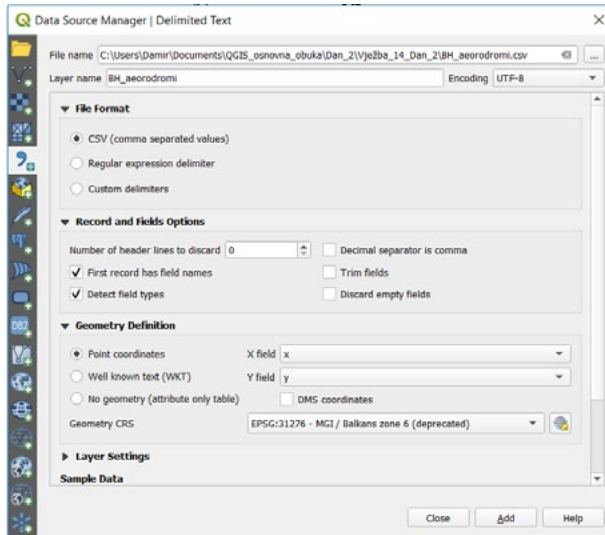 Data Source Manager | Delimited Text
File name C:\Users\Damir\Documents\QGIS_osnovna_obuka\Dan_2\Vježba_14_Dan_2\BH_aeorodromi.csv ...
Layer name BH_aeorodromi Encoding UTF-8
File Format
CSV (comma separated values)
Regular expression delimiter
Custom delimiters
Record and Fields Options
Number of header lines to discard 0 Decimal separator is comma
First record has field names Trim fields
Detect field types Discard empty fields
Geometry Definition
Point coordinates X field x
Well known text (WKT) Y field y
No geometry (attribute only table) DMS coordinates
Geometry CRS EPSG:31276 - MGI / Balkans zone 6 (deprecated)
Layer Settings
Sample Data
Close Add Help
DB2